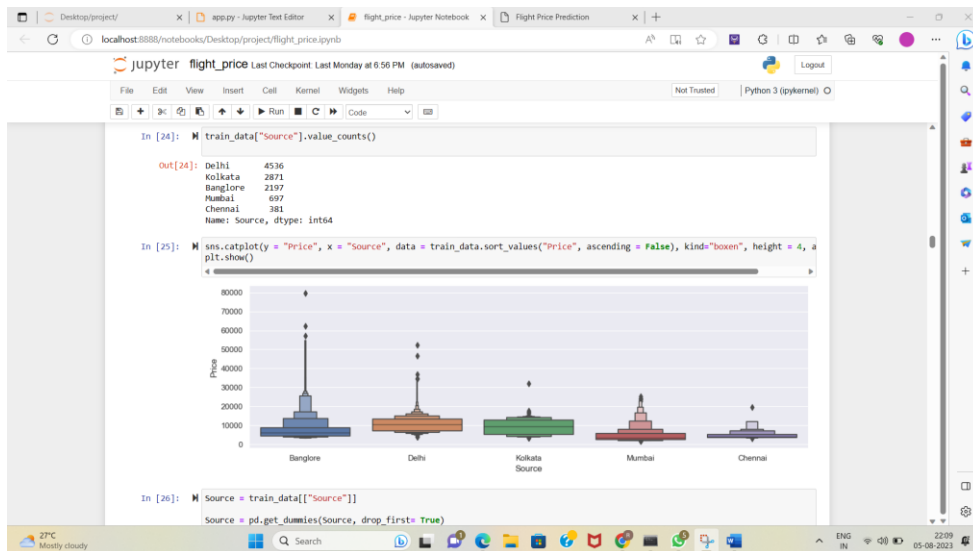 Desktop/project/
app.py - Jupyter Text Editor
flight_price - Jupyter Notebook
Flight Price Prediction
localhost:8888/notebooks/Desktop/project/flight_price.ipynb
jupyter flight_price Last Checkpoint: Last Monday at 6:56 PM (autosaved)
Logout
File Edit View Insert Cell Kernel Widgets Help
Not Trusted
Python 3 (ipykernel)
Run
Code
In [24]: train_data["Source"].value_counts()
Out[24]: Delhi 4536
Kolkata 2871
Banglore 2197
Mumbai 697
Chennai 381
Name: Source, dtype: int64
In [25]: sns.catplot(y = "Price", x = "Source", data = train_data.sort_values("Price", ascending = False), kind="boxen", height = 4, a
plt.show()
80000
70000
60000
50000
40000
30000
20000
10000
0
Price
Banglore Delhi Kolkata Mumbai Chennai
Source
In [26]: Source = train_data[["Source"]]
Source = pd.get_dummies(Source, drop_first= True)
27°C
Mostly cloudy
Search
ENG
IN
22:09
05-08-2023